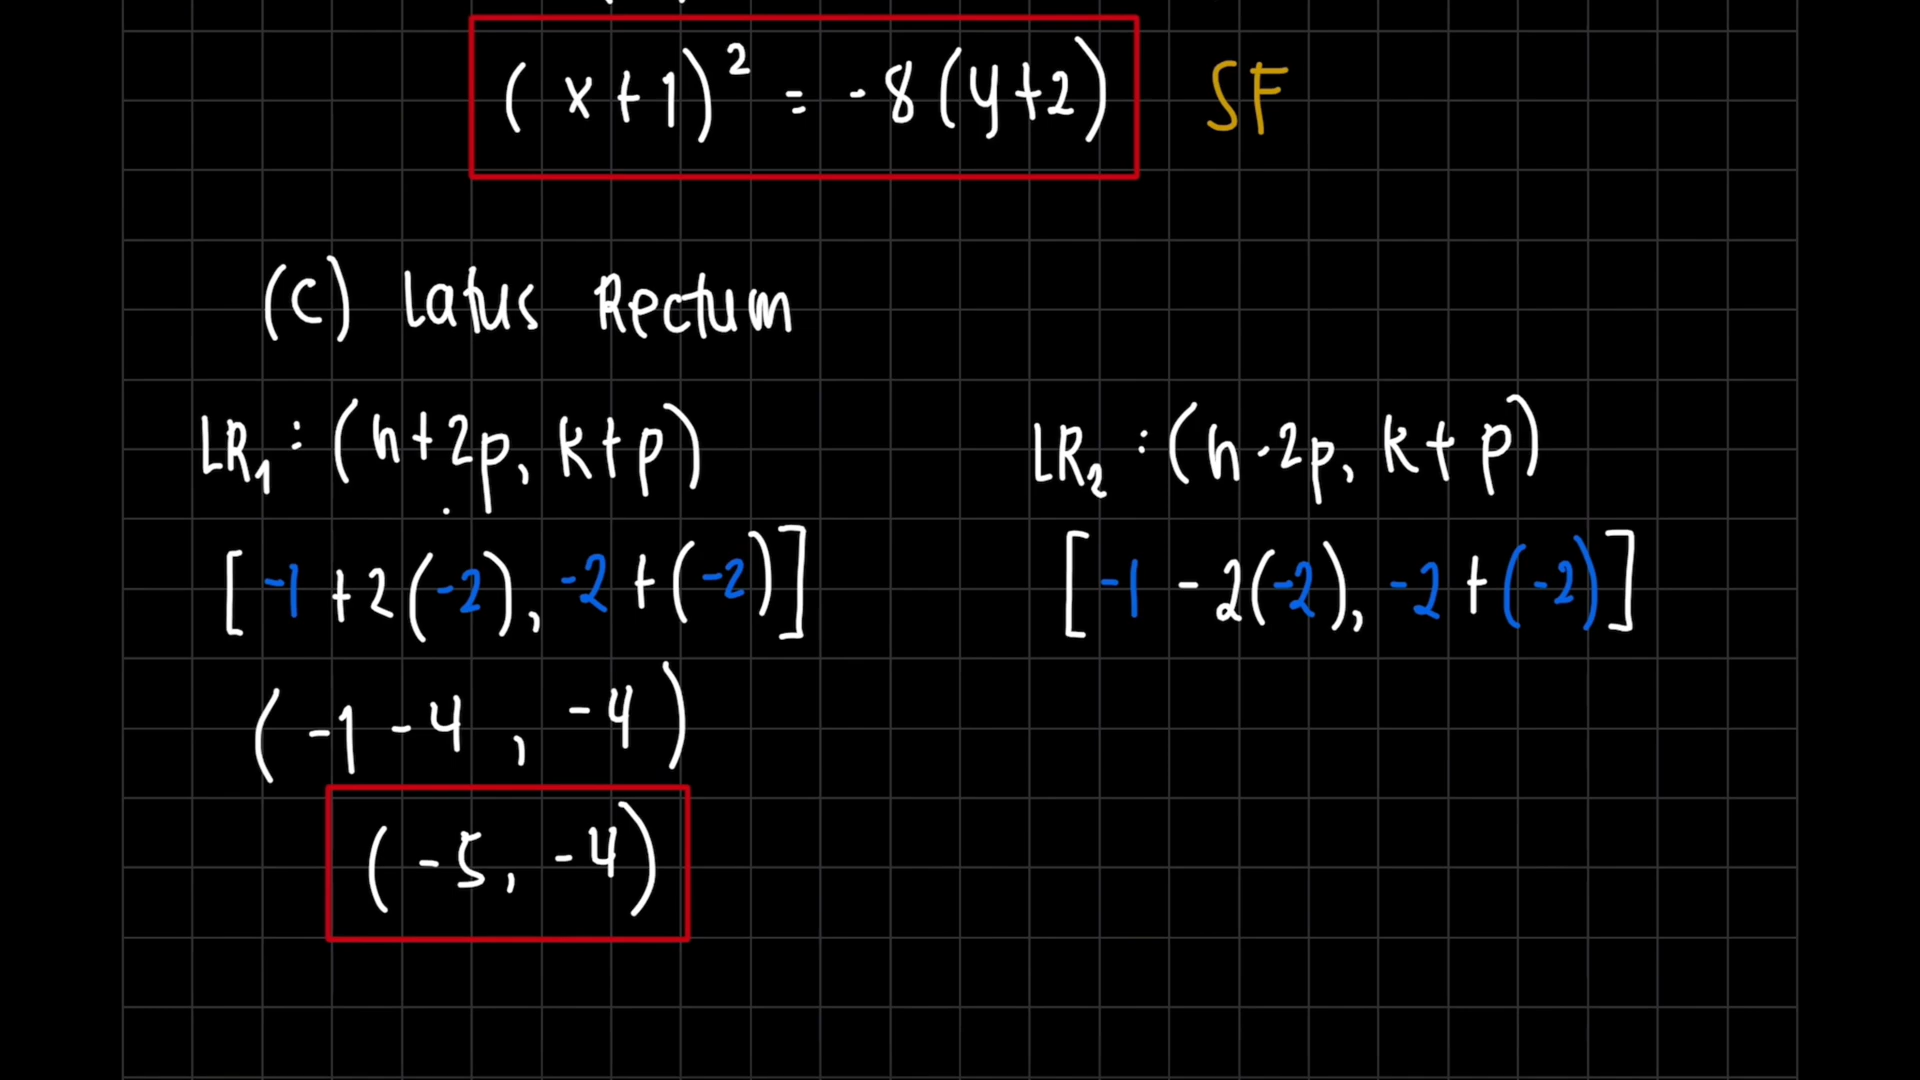 (x+1)² = -8(y+2) SF
(C) Latus Rectum
LR₁ : (h+2p, k+p)
LR₂ : (h-2p, k+p)
[-1 +2(-2), -2 +(-2)]
[-1 - 2(-2), -2 +(-2)]
(-1 -4 , -4)
(-5, -4)